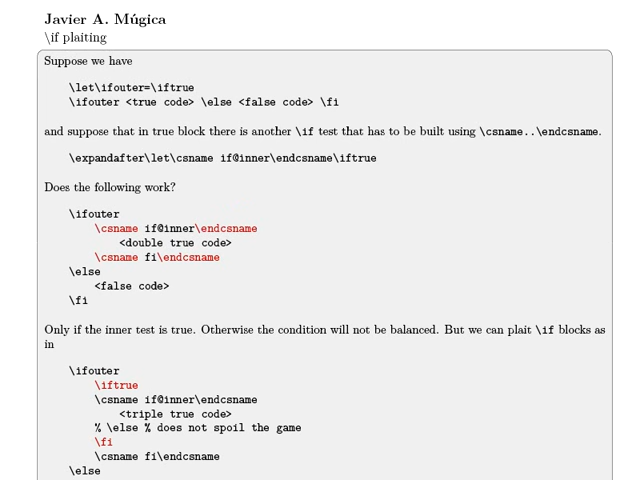 Javier A. Múgica
\if plaiting
Suppose we have
\let\ifouter=\iftrue
\ifouter <true code> \else <false code> \fi
and suppose that in true block there is another \if test that has to be built using \csname..\endcsname.
\expandafter\let\csname if@inner\endcsname\iftrue
Does the following work?
\ifouter
\csname if@inner\endcsname
<double true code>
\csname fi\endcsname
\else
<false code>
\fi
Only if the inner test is true. Otherwise the condition will not be balanced. But we can plait \if blocks as
in
\ifouter
\iftrue
\csname if@inner\endcsname
<triple true code>
% \else % does not spoil the game
\fi
\csname fi\endcsname
\else